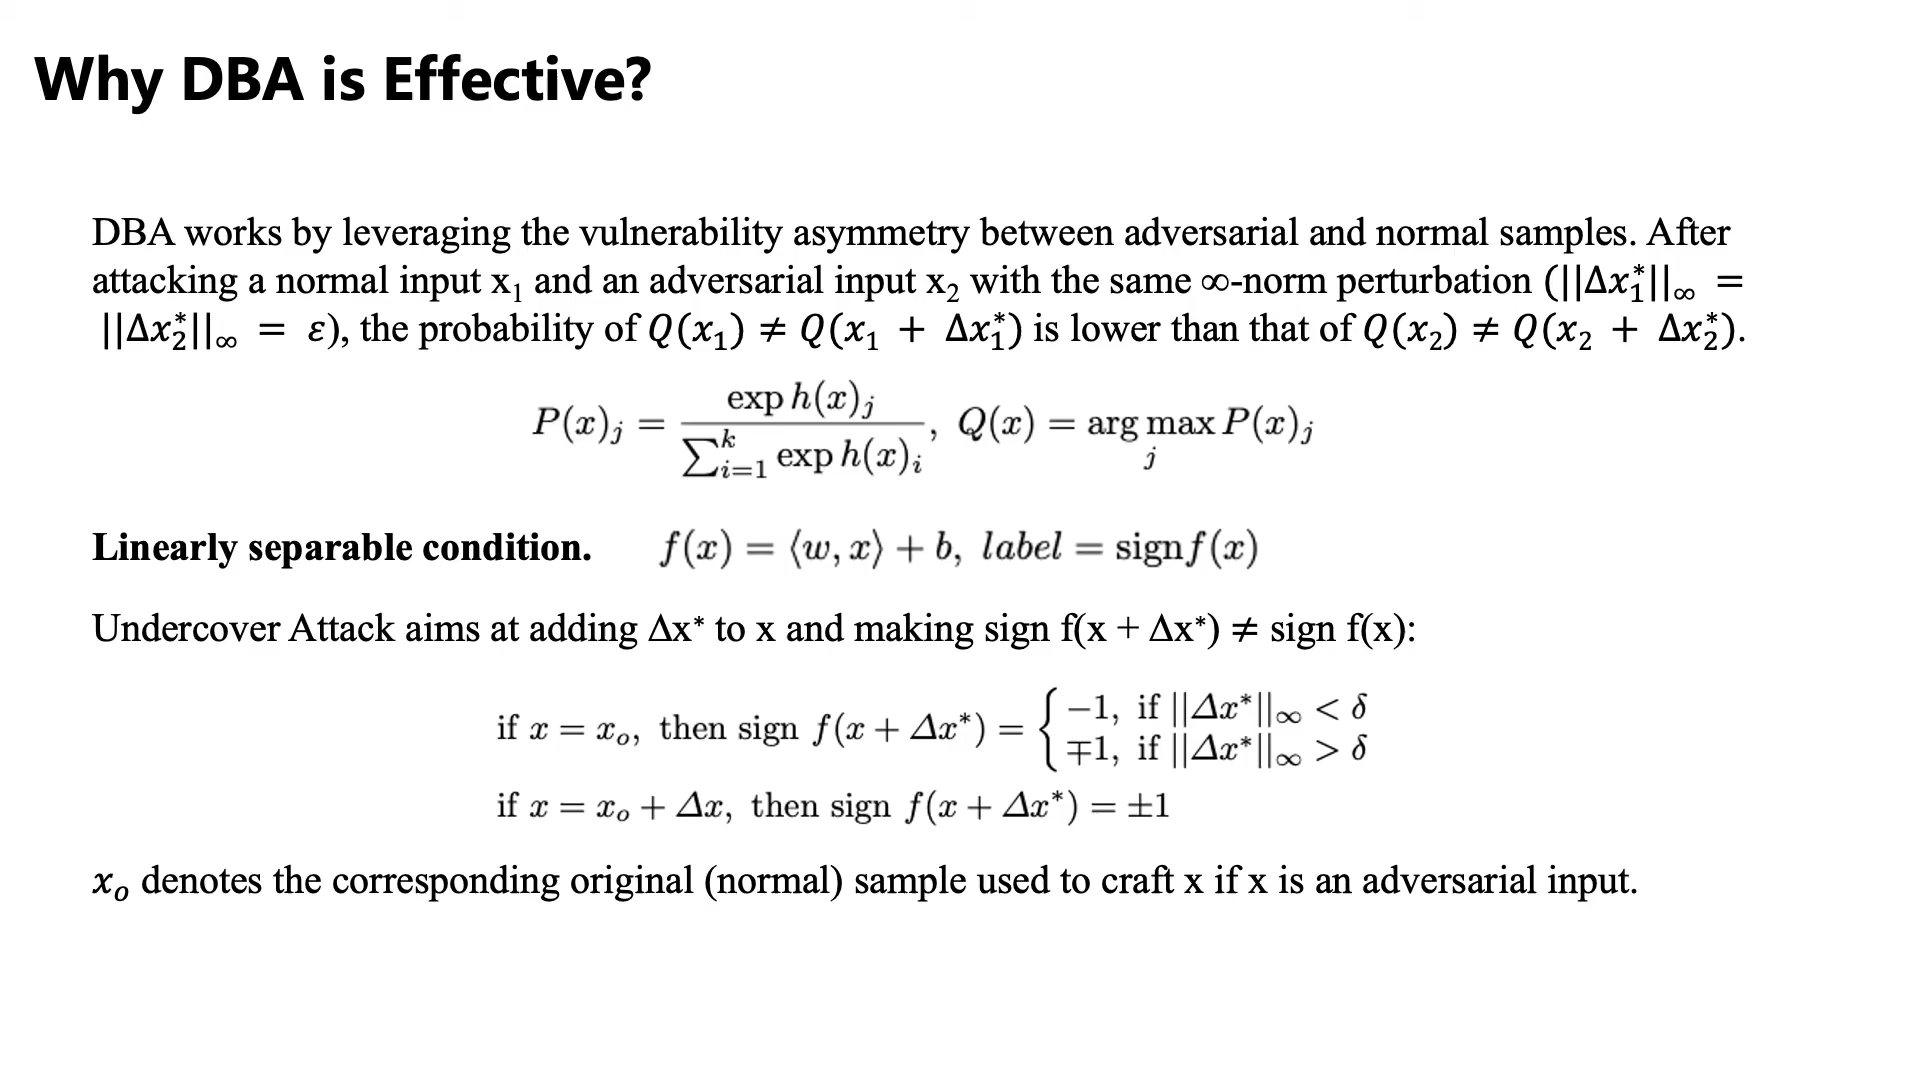 Why DBA is Effective?
DBA works by leveraging the vulnerability asymmetry between adversarial and normal samples. After
attacking a normal input x₁ and an adversarial input x₂ with the same ∞-norm perturbation (||Δx₁*||∞ =
||Δx₂*||∞ = ε), the probability of Q(x₁) ≠ Q(x₁ + Δx₁*) is lower than that of Q(x₂) ≠ Q(x₂ + Δx₂*).
P(x)ⱼ = exp h(x)ⱼ / ∑ᵢ₌₁ᵏ exp h(x)ᵢ, Q(x) = arg maxⱼ P(x)ⱼ
Linearly separable condition. f(x) = ⟨w, x⟩ + b, label = signf(x)
Undercover Attack aims at adding Δx* to x and making sign f(x + Δx*) ≠ sign f(x):
if x = xₒ, then sign f(x + Δx*) = { −1, if ||Δx*||∞ < δ
∓1, if ||Δx*||∞ > δ
if x = xₒ + Δx, then sign f(x + Δx*) = ±1
xₒ denotes the corresponding original (normal) sample used to craft x if x is an adversarial input.